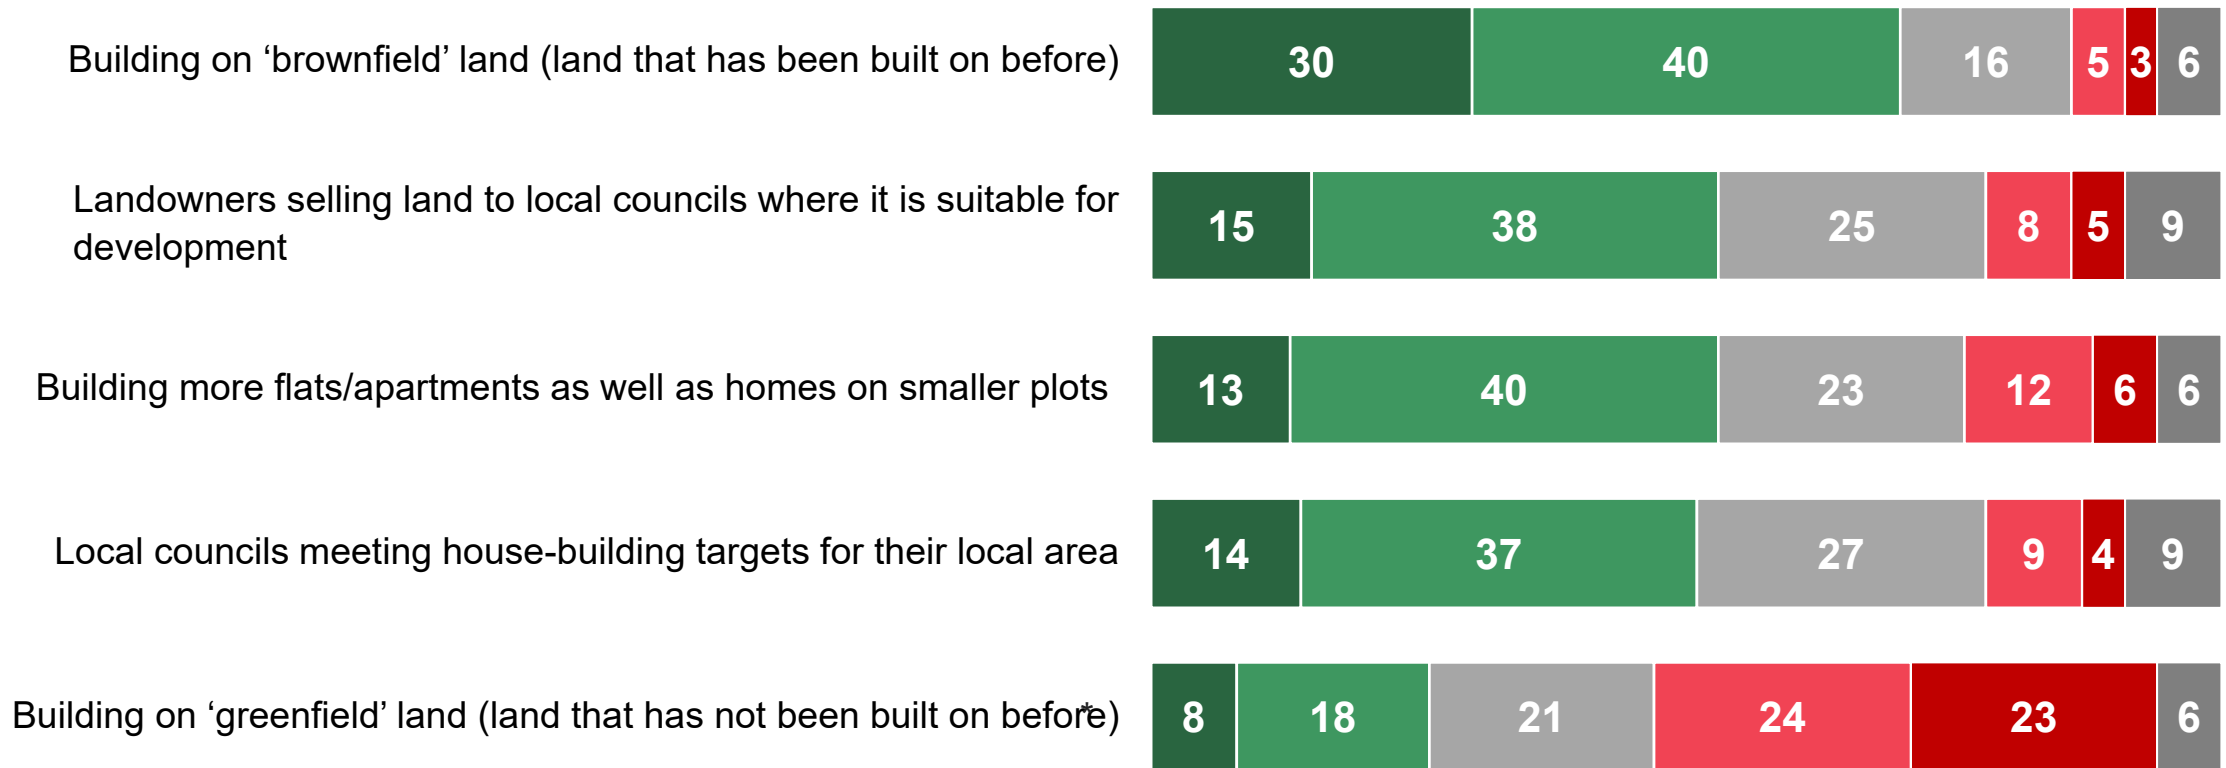 Building on ‘brownfield’ land (land that has been built on before) 30 40 16 5 3 6
Landowners selling land to local councils where it is suitable for
development
15 38 25 8 5 9
Building more flats/apartments as well as homes on smaller plots 13 40 23 12 6 6
Local councils meeting house-building targets for their local area 14 37 27 9 4 9
Building on ‘greenfield’ land (land that has not been built on before) * 8 18 21 24 23 6